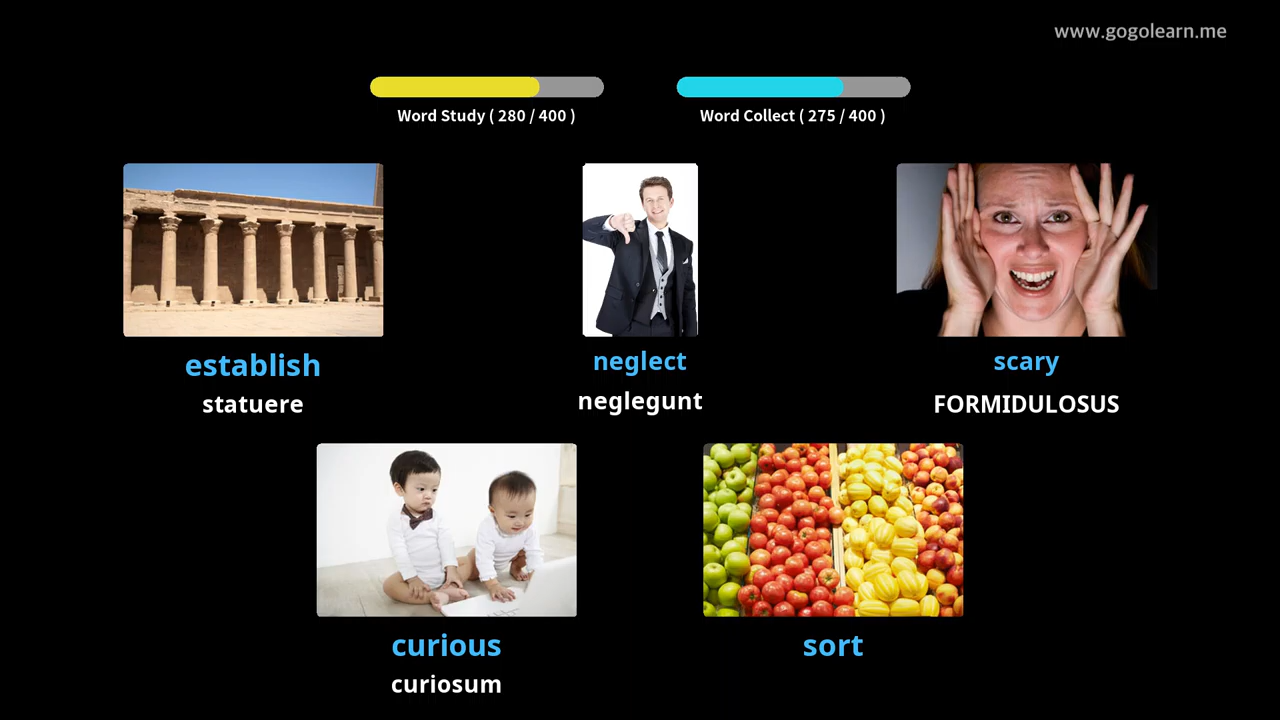 www.gogolearn.me
Word Study ( 280 / 400 )
Word Collect ( 275 / 400 )
establish
statuere
neglect
neglegunt
scary
FORMIDULOSUS
curious
curiosum
sort